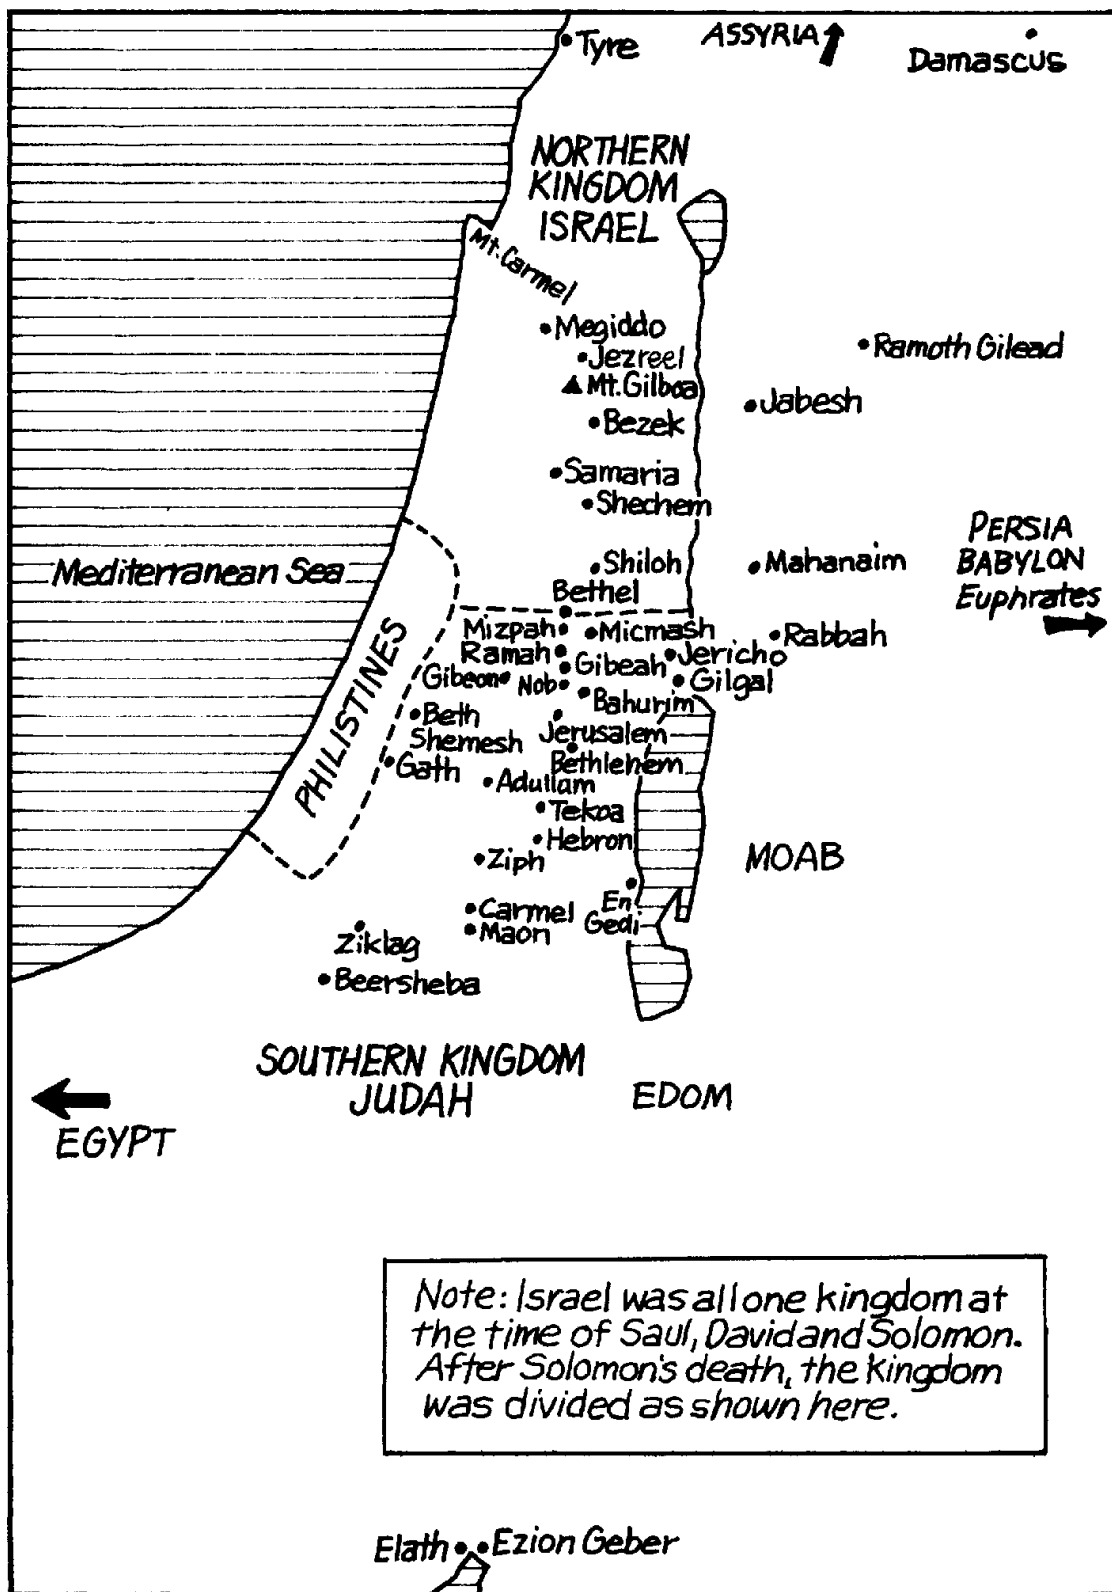 Tyre
ASSYRIA
Damascus
NORTHERN
KINGDOM
ISRAEL
Mt. Carmel
Megiddo
Jezreel
Mt. Gilboa
Ramoth Gilead
Jabesh
Bezek
Samaria
Shechem
Mediterranean Sea
Shiloh
Mahanaim
PERSIA
BABYLON
Euphrates
Bethel
Mizpah
Micmash
Rabbah
Ramah
Gibeah
Jericho
Gibeon
Nob
Gilgal
Bahurim
PHILISTINES
Beth
Shemesh
Jerusalem
Gath
Bethlehem
Adullam
Tekoa
Hebron
Ziph
MOAB
En
Gedi
Carmel
Maon
Ziklag
Beersheba
SOUTHERN KINGDOM
JUDAH
EDOM
EGYPT
Note: Israel was all one kingdom at
the time of Saul, David and Solomon.
After Solomon's death, the kingdom
was divided as shown here.
Elath
Ezion Geber